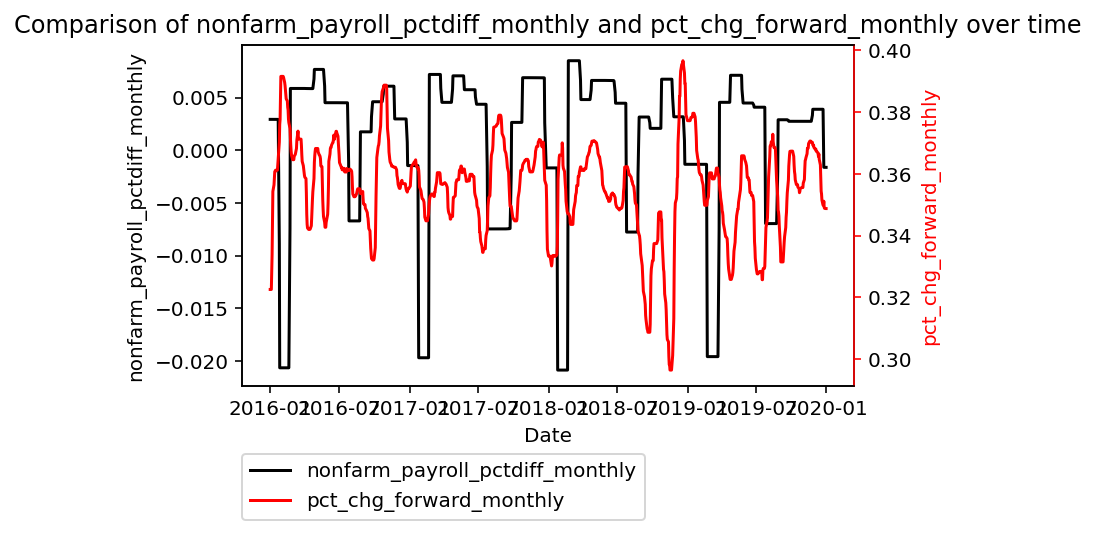 Comparison of nonfarm_payroll_pctdiff_monthly and pct_chg_forward_monthly over time
nonfarm_payroll_pctdiff_monthly
0.005
0.000
−0.005
−0.010
−0.015
−0.020
0.40
0.38
0.36
0.34
0.32
0.30
pct_chg_forward_monthly
2016-01 2016-07 2017-01 2017-07 2018-01 2018-07 2019-01 2019-07 2020-01
Date
nonfarm_payroll_pctdiff_monthly
pct_chg_forward_monthly